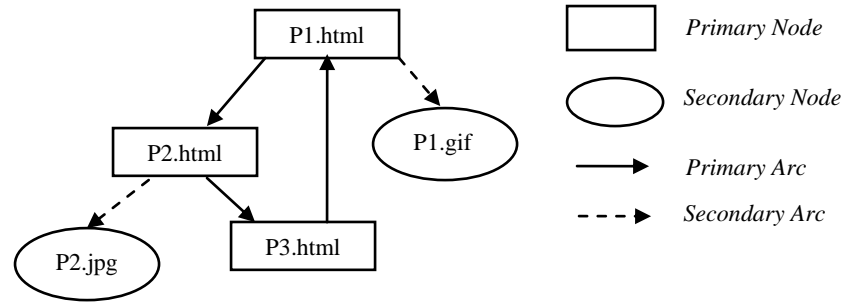 P1.html
P1.gif
P2.html
P3.html
P2.jpg
Primary Node
Secondary Node
Primary Arc
Secondary Arc